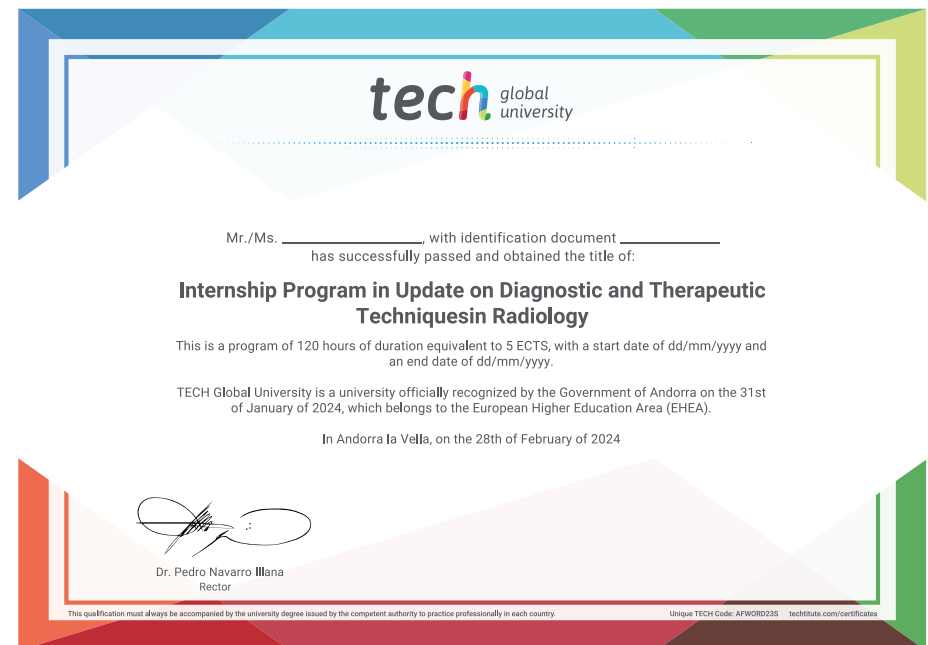 tech global
university
Mr./Ms. ____________________, with identification document ______________
has successfully passed and obtained the title of:
Internship Program in Update on Diagnostic and Therapeutic
Techniquesin Radiology
This is a program of 120 hours of duration equivalent to 5 ECTS, with a start date of dd/mm/yyyy and
an end date of dd/mm/yyyy.
TECH Global University is a university officially recognized by the Government of Andorra on the 31st
of January of 2024, which belongs to the European Higher Education Area (EHEA).
In Andorra la Vella, on the 28th of February of 2024
Dr. Pedro Navarro Illana
Rector
This qualification must always be accompanied by the university degree issued by the competent authority to practice professionally in each country. Unique TECH Code: AFWORD23S techtitute.com/certificates